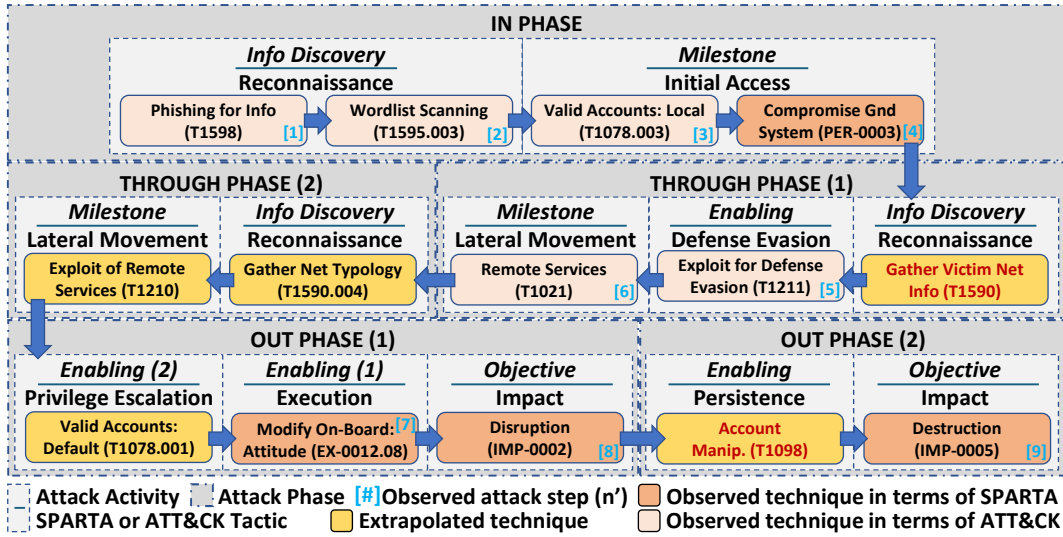 IN PHASE
Info Discovery
Reconnaissance
Phishing for Info
(T1598)
[1]
Wordlist Scanning
(T1595.003)
[2]
Milestone
Initial Access
Valid Accounts: Local
(T1078.003)
[3]
Compromise Gnd
System (PER-0003)
[4]
THROUGH PHASE (2)
Milestone
Lateral Movement
Exploit of Remote
Services (T1210)
Info Discovery
Reconnaissance
Gather Net Typology
(T1590.004)
THROUGH PHASE (1)
Milestone
Lateral Movement
Remote Services
(T1021)
[6]
Enabling
Defense Evasion
Exploit for Defense
Evasion (T1211)
[5]
Info Discovery
Reconnaissance
Gather Victim Net
Info (T1590)
OUT PHASE (1)
Enabling (2)
Privilege Escalation
Valid Accounts:
Default (T1078.001)
Enabling (1)
Execution
Modify On-Board:
[7]
Attitude (EX-0012.08)
Objective
Impact
Disruption
(IMP-0002)
[8]
OUT PHASE (2)
Enabling
Persistence
Account
Manip. (T1098)
Objective
Impact
Destruction
(IMP-0005)
[9]
Attack Activity
Attack Phase
[#] Observed attack step (n’)
Observed technique in terms of SPARTA
SPARTA or ATT&CK Tactic
Extrapolated technique
Observed technique in terms of ATT&CK